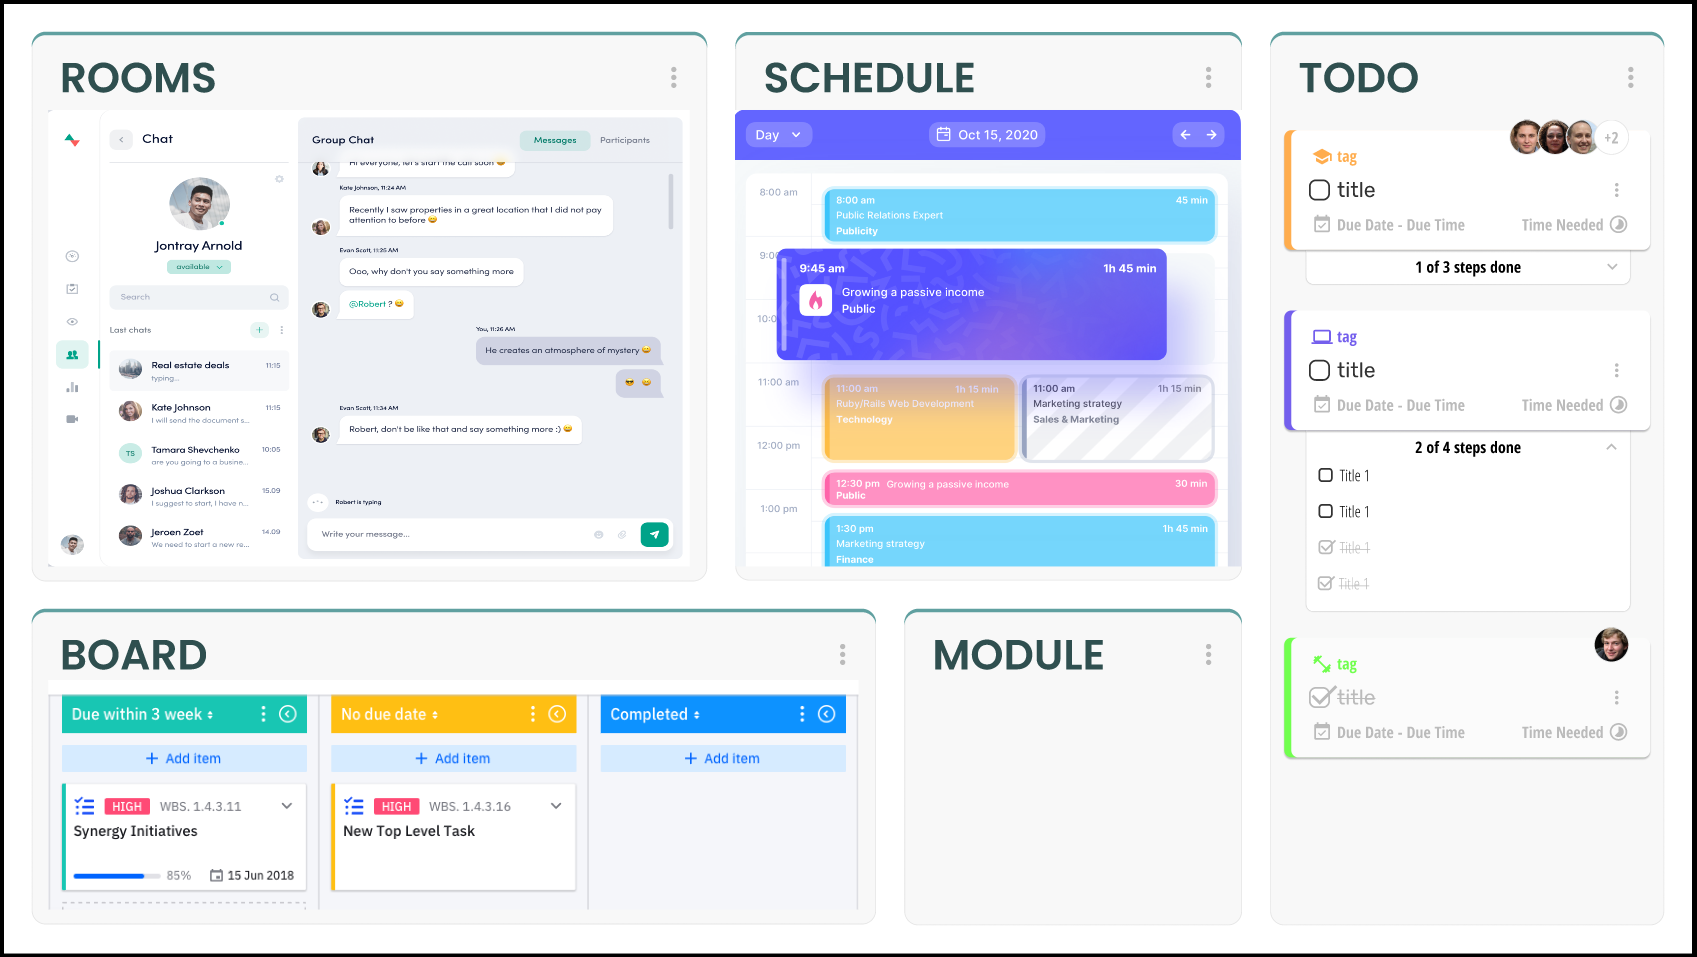 ROOMS
Chat
Jontray Arnold
available
Search
Last chats
+
Real estate deals 11:15
typing...
Kate Johnson 11:15
I will send the document s...
TS
Tamara Shevchenko 10:05
are you going to a busine...
Joshua Clarkson 15.09
I suggest to start, I have n...
Jeroen Zoet 14.09
We need to start a new re...
Group Chat
Messages Participants
Hi everyone, let's start the call soon 😀
Kate Johnson, 11:24 AM
Recently I saw properties in a great location that I did not pay
attention to before 😄
Evan Scott, 11:25 AM
Ooo, why don't you say something more
@Robert ? 😀
You, 11:26 AM
He creates an atmosphere of mystery 😄
😎 😄
Evan Scott, 11:34 AM
Robert, don't be like that and say something more :) 😀
Robert is typing
Write your message...
SCHEDULE
Day
Oct 15, 2020
8:00 am
9:00
10:0
11:00 am
12:00 pm
1:00 pm
8:00 am 45 min
Public Relations Expert
Publicity
9:45 am 1h 45 min
Growing a passive income
Public
11:00 am 1h 15 min
Ruby/Rails Web Development
Technology
11:00 am 1h 15 min
Marketing strategy
Sales & Marketing
12:30 pm Growing a passive income 30 min
Public
1:30 pm 1h 45 min
Marketing strategy
Finance
TODO
+2
tag
title
Due Date - Due Time Time Needed
1 of 3 steps done
tag
title
Due Date - Due Time Time Needed
2 of 4 steps done
Title 1
Title 1
Title 1
Title 1
tag
title
Due Date - Due Time Time Needed
BOARD
Due within 3 week
+ Add item
HIGH WBS. 1.4.3.11
Synergy Initiatives
85% 15 Jun 2018
No due date
+ Add item
HIGH WBS. 1.4.3.16
New Top Level Task
Completed
+ Add item
MODULE